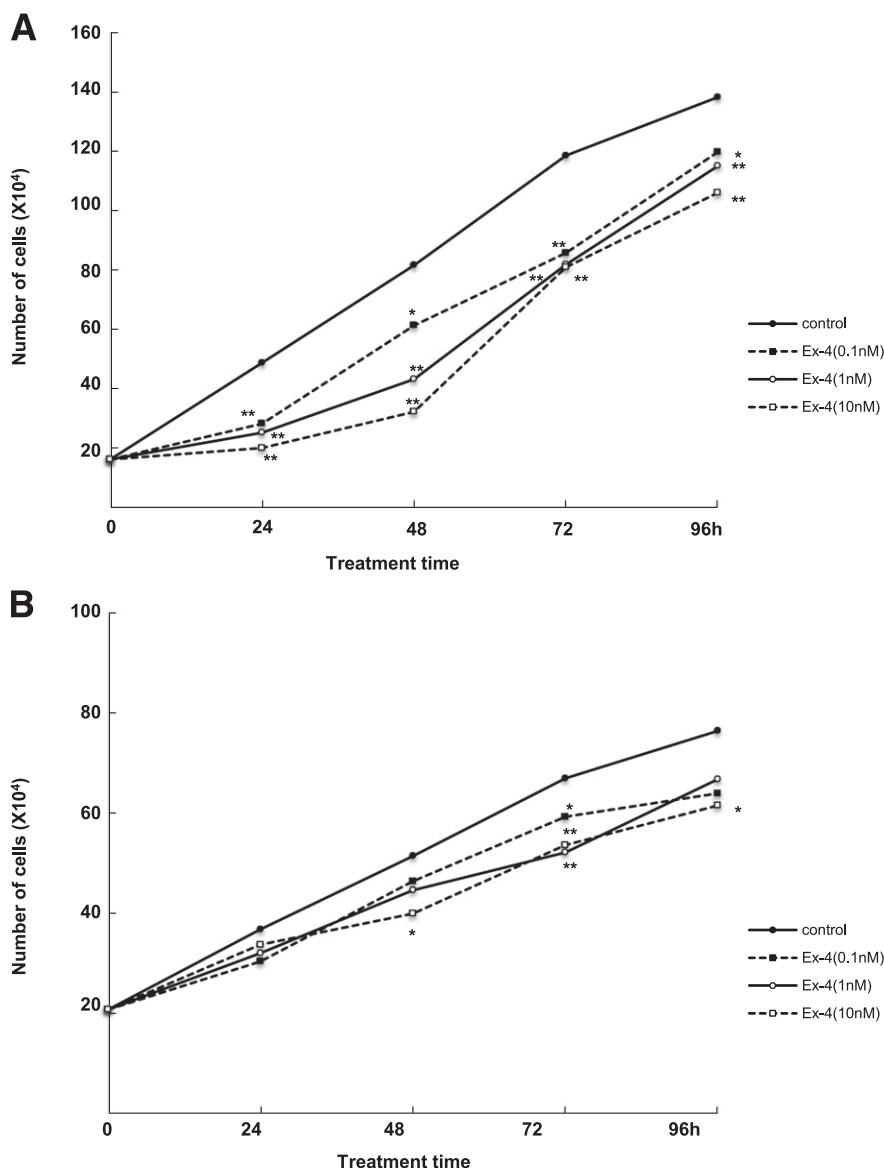 A
160
140
120
100
80
60
40
20
Number of cells (X10⁴)
*
**
**
**
**
**
*
**
**
**
**
**
0 24 48 72 96h
Treatment time
control
Ex-4(0.1nM)
Ex-4(1nM)
Ex-4(10nM)
B
100
80
60
40
20
Number of cells (X10⁴)
*
**
**
*
*
0 24 48 72 96h
Treatment time
control
Ex-4(0.1nM)
Ex-4(1nM)
Ex-4(10nM)